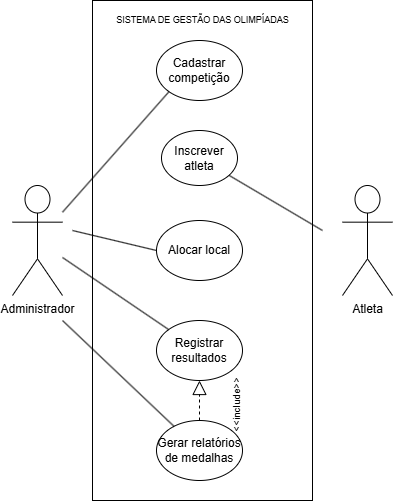 SISTEMA DE GESTÃO DAS OLIMPÍADAS
Cadastrar
competição
Inscrever
atleta
Alocar local
Administrador
Atleta
Registrar
resultados
<<include>>
Gerar relatórios
de medalhas